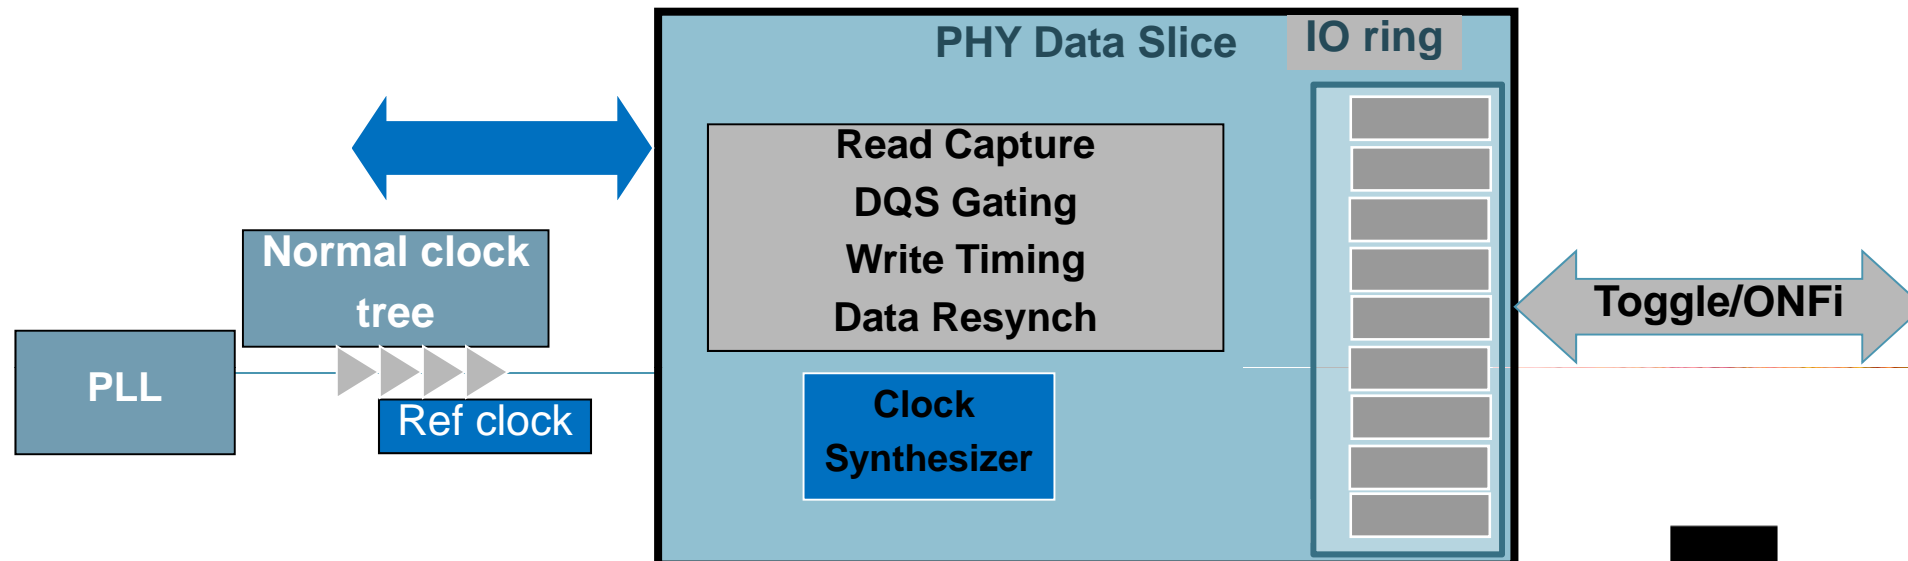 PHY Data Slice
IO ring
Read Capture
DQS Gating
Write Timing
Data Resynch
Normal clock
tree
Toggle/ONFi
PLL
Ref clock
Clock
Synthesizer